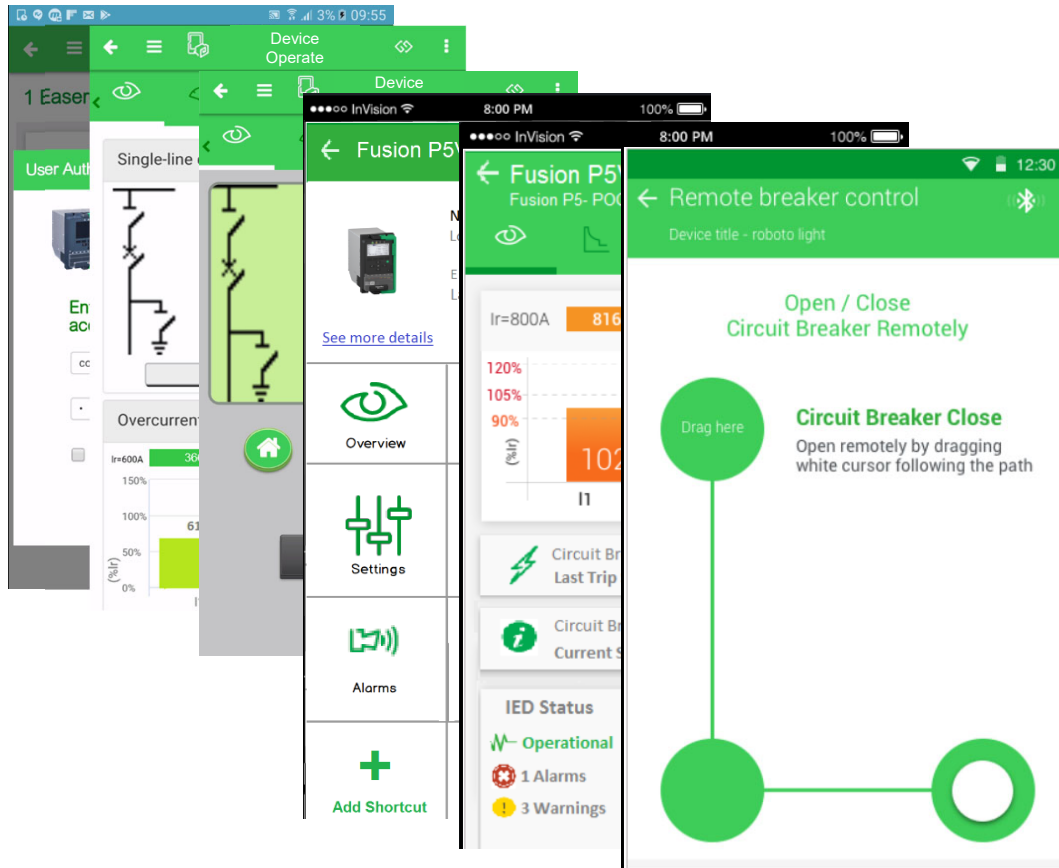 3% 09:55
1 Easer
User Auth
En
acc
cc
Device
Operate
Single-line
Overcurren
Ir=600A 36
150%
100%
50%
0%
(%Ir)
61
Device
InVision 8:00 PM 100%
Fusion P5
N
L
E
L
See more details
Overview
Settings
Alarms
Add Shortcut
InVision 8:00 PM 100%
Fusion P5
Fusion P5- POC
Ir=800A 816
120%
105%
90%
(%Ir)
102
I1
Circuit Br
Last Trip
Circuit Br
Current S
IED Status
Operational
1 Alarms
3 Warnings
12:30
Remote breaker control
Device title - roboto light
Open / Close
Circuit Breaker Remotely
Drag here
Circuit Breaker Close
Open remotely by dragging
white cursor following the path